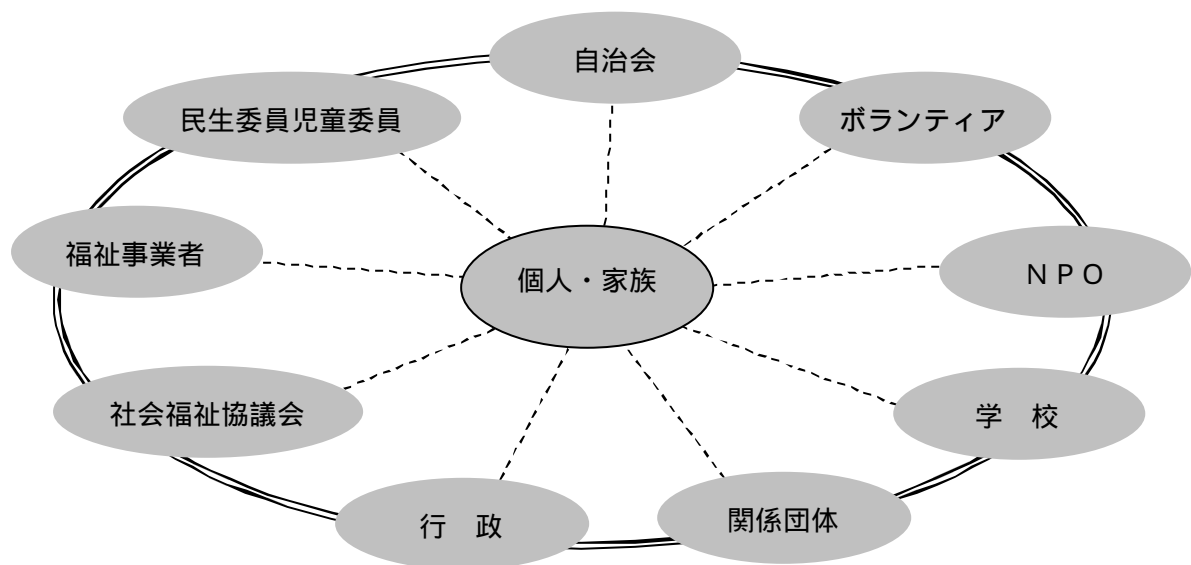 自治会
民生委員児童委員
ボランティア
福祉事業者
個人・家族
ＮＰＯ
社会福祉協議会
学　校
行　政
関係団体